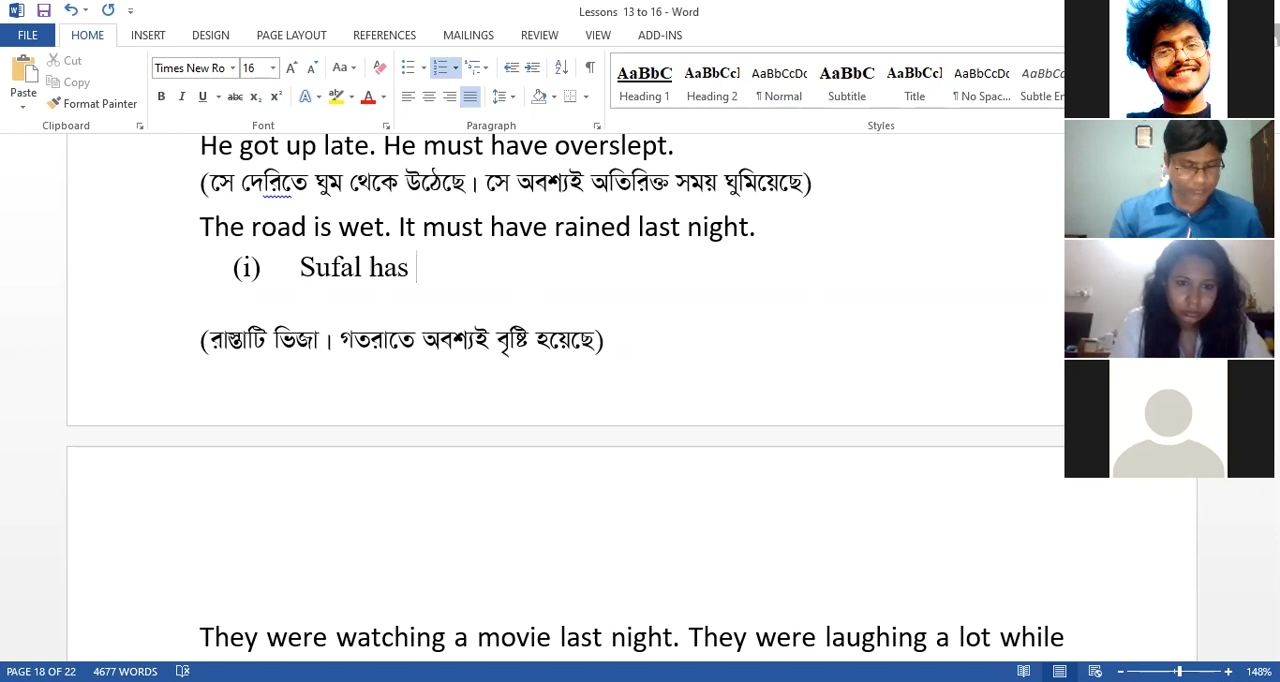 Lessons 13 to 16 - Word
FILE HOME INSERT DESIGN PAGE LAYOUT REFERENCES MAILINGS REVIEW VIEW ADD-INS
Cut
Copy
Format Painter
Paste
Clipboard
Times New Ro 16
Font
Paragraph
AaBbC AaBbCcI AaBbCcDc AaBbC AaBbCcI AaBbCcDc AaBbCcDc
Heading 1 Heading 2 ¶ Normal Subtitle Title ¶ No Spac... Subtle Em
Styles
He got up late. He must have overslept.
(সে দেরিতে ঘুম থেকে উঠেছে। সে অবশ্যই অতিরিক্ত সময় ঘুমিয়েছে)
The road is wet. It must have rained last night.
(i) Sufal has
(রাস্তাটি ভিজা। গতরাতে অবশ্যই বৃষ্টি হয়েছে)
They were watching a movie last night. They were laughing a lot while
PAGE 18 OF 22 4677 WORDS 148%